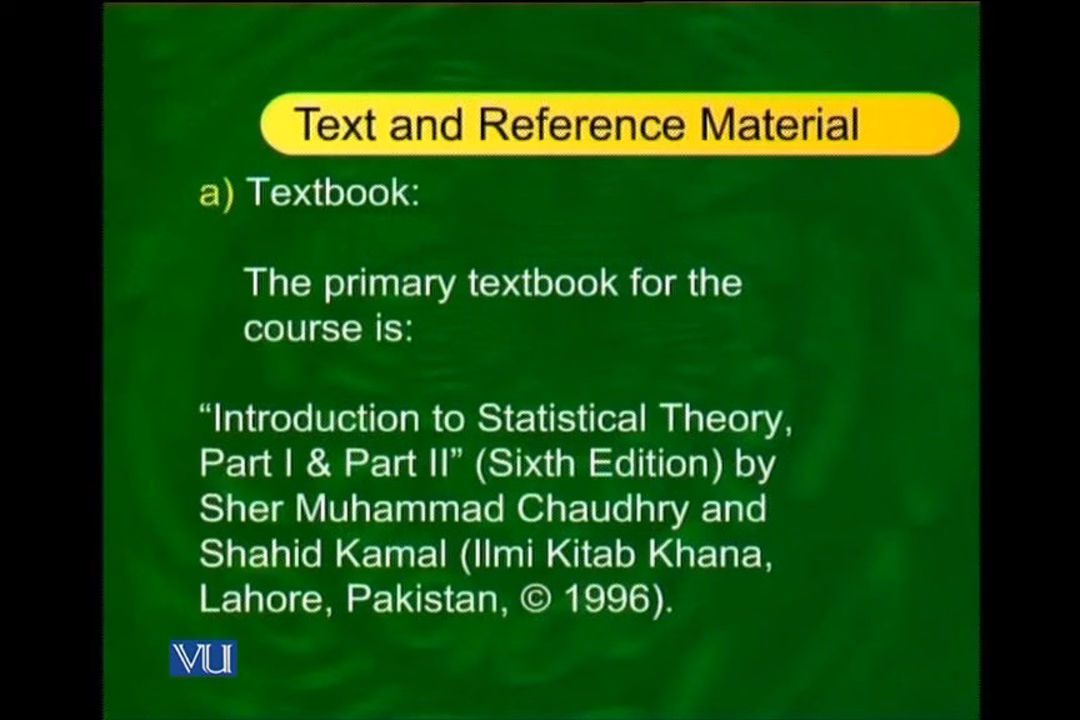 Text and Reference Material
a) Textbook:
The primary textbook for the
course is:
“Introduction to Statistical Theory,
Part I & Part II” (Sixth Edition) by
Sher Muhammad Chaudhry and
Shahid Kamal (Ilmi Kitab Khana,
Lahore, Pakistan, © 1996).
VU